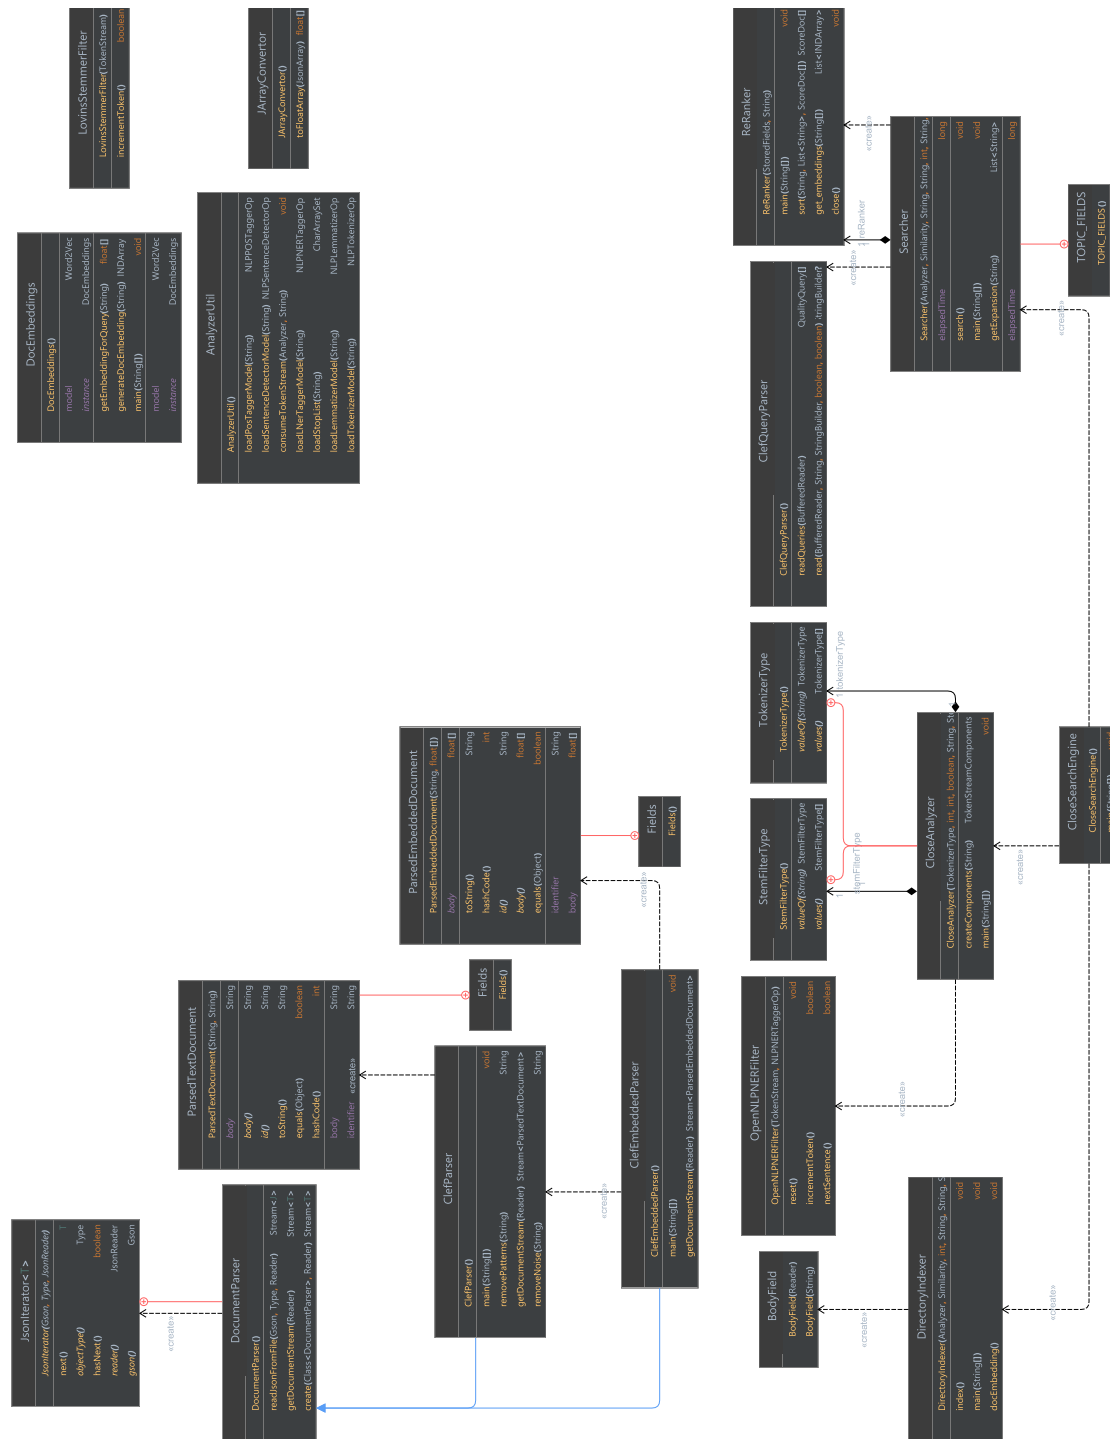 LovinsStemmerFilter
LovinsStemmerFilter(TokenStream)
incrementToken() boolean
JArrayConvertor
JArrayConvertor()
toFloatArray(JsonArray) float[]
DocEmbeddings
DocEmbeddings()
model Word2Vec
instance DocEmbeddings
getEmbeddingForQuery(String) float[]
generateDocEmbedding(String) INDArray
main(String[]) void
model Word2Vec
instance DocEmbeddings
AnalyzerUtil
AnalyzerUtil()
loadPosTaggerModel(String) NLPPOSTaggerOp
loadSentenceDetectorModel(String) NLPSentenceDetectorOp
consumeTokenStream(Analyzer, String) void
loadLNerTaggerModel(String) NLPNERTaggerOp
loadStopList(String) CharArraySet
loadLemmatizerModel(String) NLPLemmatizerOp
loadTokenizerModel(String) NLPTokenizerOp
ReRanker
ReRanker(StoredFields, String)
main(String[]) void
sort(String, List<String>, ScoreDoc[]) ScoreDoc[]
get_embeddings(String[]) List<INDArray>
close() void
«create»
reRanker
1
«create»
Searcher
Searcher(Analyzer, Similarity, String, String, int, String,
elapsedTime long
search() void
main(String[]) void
getExpansion(String) List<String>
elapsedTime long
TOPIC_FIELDS
TOPIC_FIELDS()
«create»
ClefQueryParser
ClefQueryParser()
readQueries(BufferedReader) QualityQuery[]
read(BufferedReader, String, StringBuilder, boolean, boolean) StringBuilder?
TokenizerType
TokenizerType()
valueOf(String) TokenizerType
values() TokenizerType[]
tokenizerType
1
1
StemFilterType
StemFilterType()
valueOf(String) StemFilterType
values() StemFilterType[]
stemFilterType
1
1
CloseAnalyzer
CloseAnalyzer(TokenizerType, int, int, boolean, String, St
createComponents(String) TokenStreamComponents
main(String[]) void
«create»
CloseSearchEngine
CloseSearchEngine()
main(String[]) void
ParsedEmbeddedDocument
ParsedEmbeddedDocument(String, float[])
body float[]
toString() String
hashCode() int
id() String
body() float[]
equals(Object) boolean
identifier String
body float[]
Fields
Fields()
«create»
ParsedTextDocument
ParsedTextDocument(String, String)
body String
body() String
id() String
toString() String
equals(Object) boolean
hashCode() int
body String
identifier String
«create»
Fields
Fields()
ClefParser
ClefParser()
main(String[]) void
removePatterns(String) String
getDocumentStream(Reader) Stream<ParsedTextDocument>
removeNoise(String) String
«create»
ClefEmbeddedParser
ClefEmbeddedParser()
main(String[]) void
getDocumentStream(Reader) Stream<ParsedEmbeddedDocument>
OpenNLPNERFilter
OpenNLPNERFilter(TokenStream, NLPNERTaggerOp)
reset() void
incrementToken() boolean
nextSentence() boolean
«create»
JsonIterator<T>
JsonIterator(Gson, Type, JsonReader)
next() T
objectType() Type
hasNext() boolean
reader() JsonReader
gson() Gson
«create»
DocumentParser
DocumentParser()
readJsonFromFile(Gson, Type, Reader) Stream<J>
getDocumentStream(Reader) Stream<T>
create(Class<DocumentParser>, Reader) Stream<T>
BodyField
BodyField(Reader)
BodyField(String)
«create»
DirectoryIndexer
DirectoryIndexer(Analyzer, Similarity, int, String, String, S
index() void
main(String[]) void
docEmbedding() void
«create»